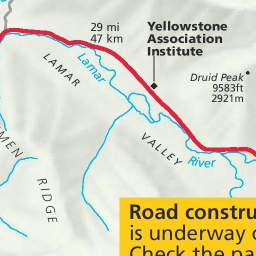 29 mi
47 km
Yellowstone
Association
Institute
LAMAR
Lamar
Druid Peak
9583ft
2921m
VALLEY
River
RIDGE
Road constru
is underway
Check the pa